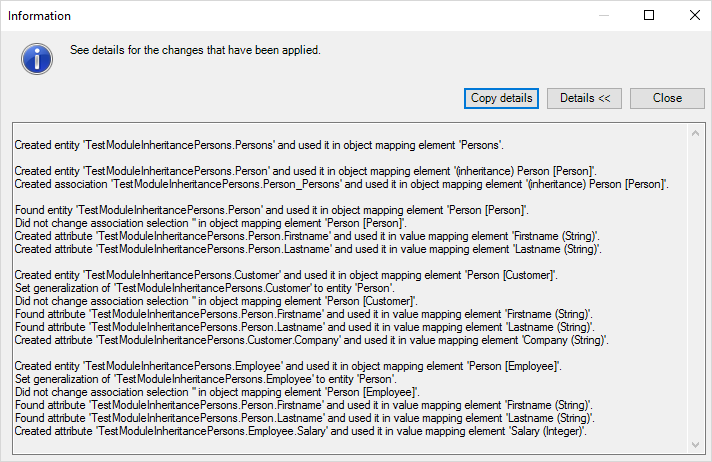 Information
See details for the changes that have been applied.
Copy details
Details <<
Close
Created entity 'TestModuleInheritancePersons.Persons' and used it in object mapping element 'Persons'.
Created entity 'TestModuleInheritancePersons.Person' and used it in object mapping element '(inheritance) Person [Person]'.
Created association 'TestModuleInheritancePersons.Person_Persons' and used it in object mapping element '(inheritance) Person [Person]'.
Found entity 'TestModuleInheritancePersons.Person' and used it in object mapping element 'Person [Person]'.
Did not change association selection '' in object mapping element 'Person [Person]'.
Created attribute 'TestModuleInheritancePersons.Person.Firstname' and used it in value mapping element 'Firstname (String)'.
Created attribute 'TestModuleInheritancePersons.Person.Lastname' and used it in value mapping element 'Lastname (String)'.
Created entity 'TestModuleInheritancePersons.Customer' and used it in object mapping element 'Person [Customer]'.
Set generalization of 'TestModuleInheritancePersons.Customer' to entity 'Person'.
Did not change association selection '' in object mapping element 'Person [Customer]'.
Found attribute 'TestModuleInheritancePersons.Person.Firstname' and used it in value mapping element 'Firstname (String)'.
Found attribute 'TestModuleInheritancePersons.Person.Lastname' and used it in value mapping element 'Lastname (String)'.
Created attribute 'TestModuleInheritancePersons.Customer.Company' and used it in value mapping element 'Company (String)'.
Created entity 'TestModuleInheritancePersons.Employee' and used it in object mapping element 'Person [Employee]'.
Set generalization of 'TestModuleInheritancePersons.Employee' to entity 'Person'.
Did not change association selection '' in object mapping element 'Person [Employee]'.
Found attribute 'TestModuleInheritancePersons.Person.Firstname' and used it in value mapping element 'Firstname (String)'.
Found attribute 'TestModuleInheritancePersons.Person.Lastname' and used it in value mapping element 'Lastname (String)'.
Created attribute 'TestModuleInheritancePersons.Employee.Salary' and used it in value mapping element 'Salary (Integer)'.